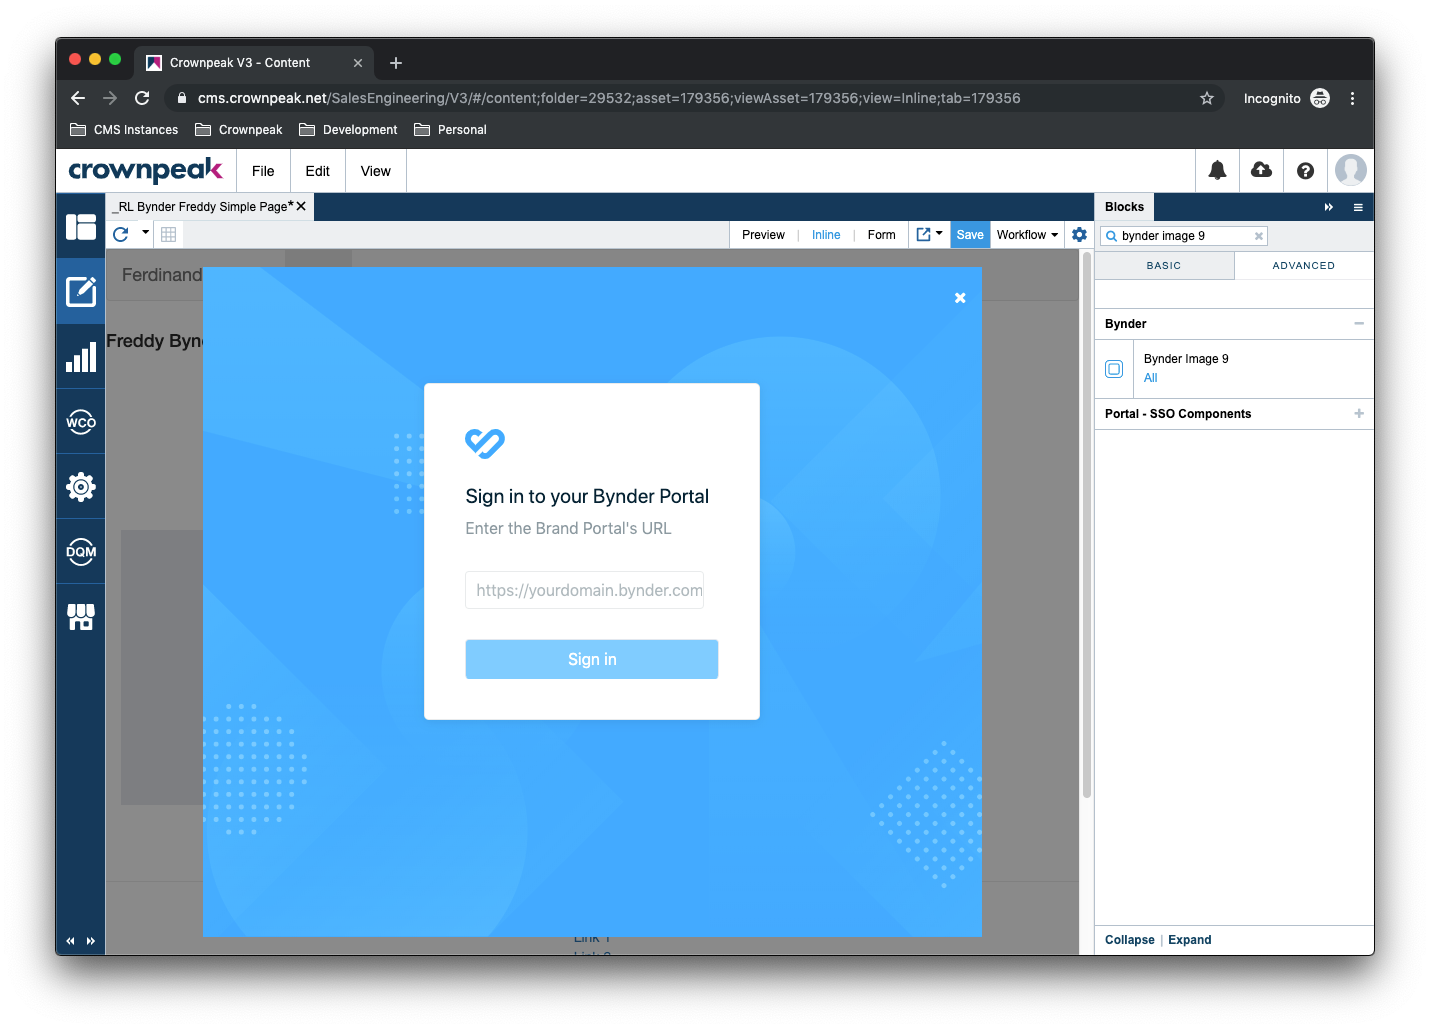 Crownpeak V3 - Content
cms.crownpeak.net/SalesEngineering/V3/#/content;folder=29532;asset=179356;viewAsset=179356;view=Inline;tab=179356
Incognito
CMS Instances Crownpeak Development Personal
crownpeak File Edit View
_RL Bynder Freddy Simple Page*
Blocks
Preview | Inline | Form Save Workflow
bynder image 9
BASIC ADVANCED
Ferdinand
Freddy Byn
Bynder
Bynder Image 9
All
Portal - SSO Components
WCO
DQM
Sign in to your Bynder Portal
Enter the Brand Portal's URL
https://yourdomain.bynder.com
Sign in
Link 1
Collapse | Expand